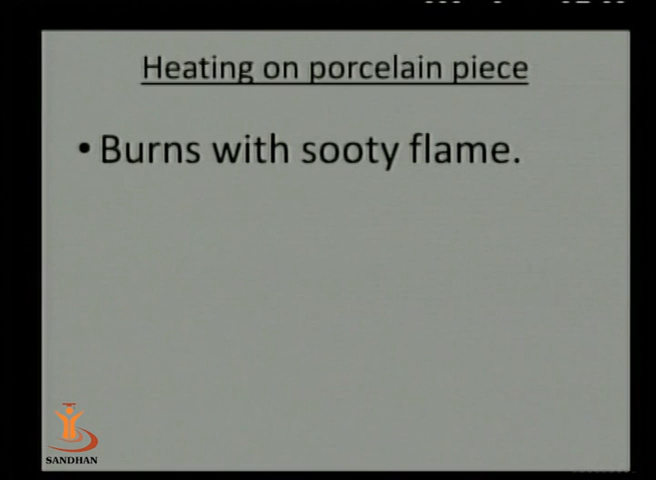 Heating on porcelain piece
• Burns with sooty flame.
SANDHAN